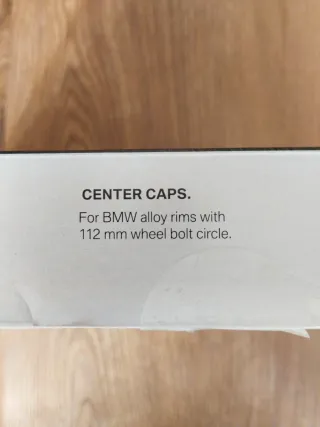 CENTER CAPS.
For BMW alloy rims with
112 mm wheel bolt circle.